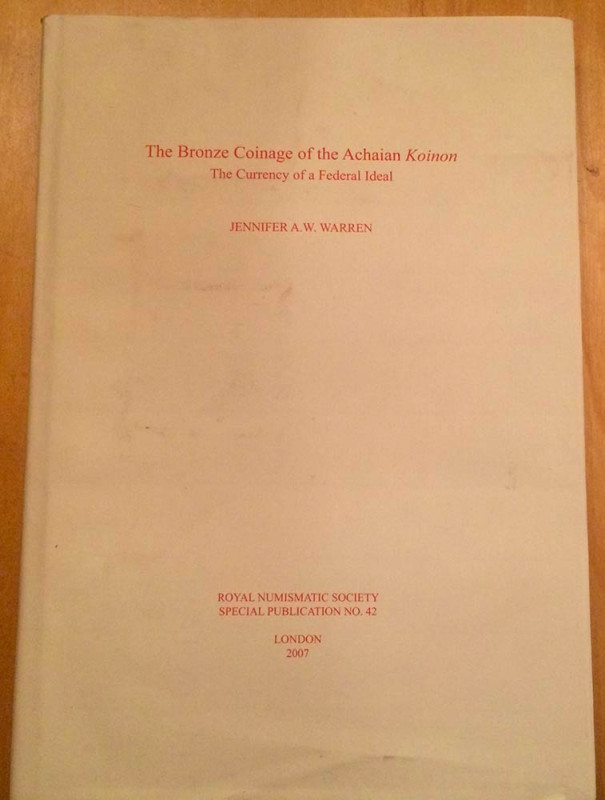 The Bronze Coinage of the Achaian Koinon
The Currency of a Federal Ideal
JENNIFER A.W. WARREN
ROYAL NUMISMATIC SOCIETY
SPECIAL PUBLICATION NO. 42
LONDON
2007